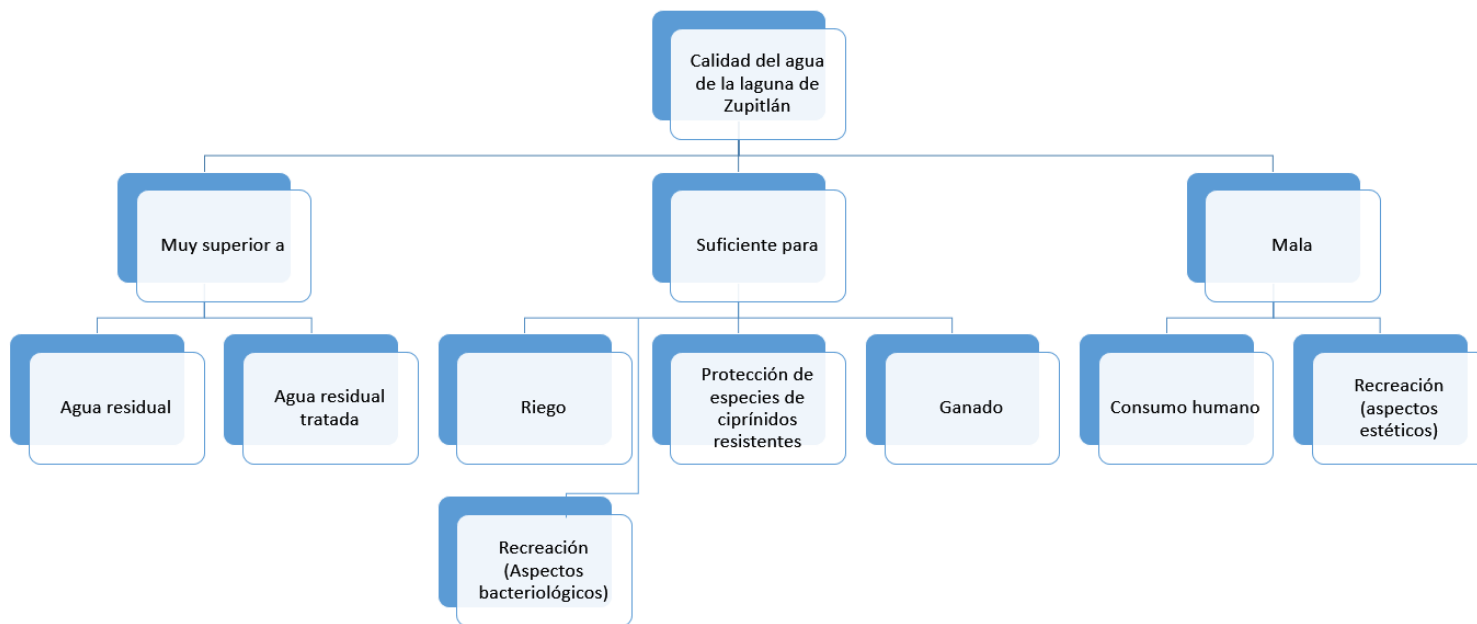 Calidad del agua
de la laguna de
Zupitlán
Muy superior a
Suficiente para
Mala
Agua residual
Agua residual
tratada
Riego
Protección de
especies de
ciprínidos
resistentes
Ganado
Consumo humano
Recreación
(aspectos
estéticos)
Recreación
(Aspectos
bacteriológicos)